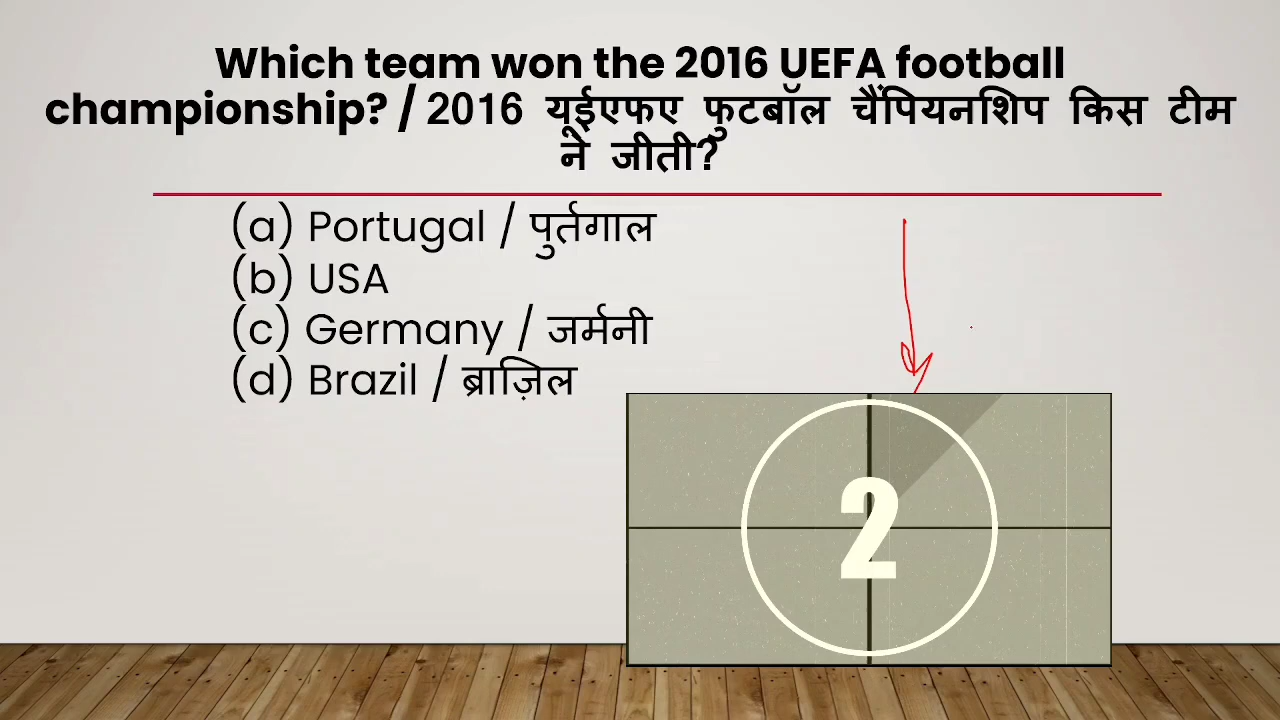 Which team won the 2016 UEFA football
championship? / 2016 यूईएफए फुटबॉल चैंपियनशिप किस टीम
ने जीती?
(a) Portugal / पुर्तगाल
(b) USA
(c) Germany / जर्मनी
(d) Brazil / ब्राज़िल
2